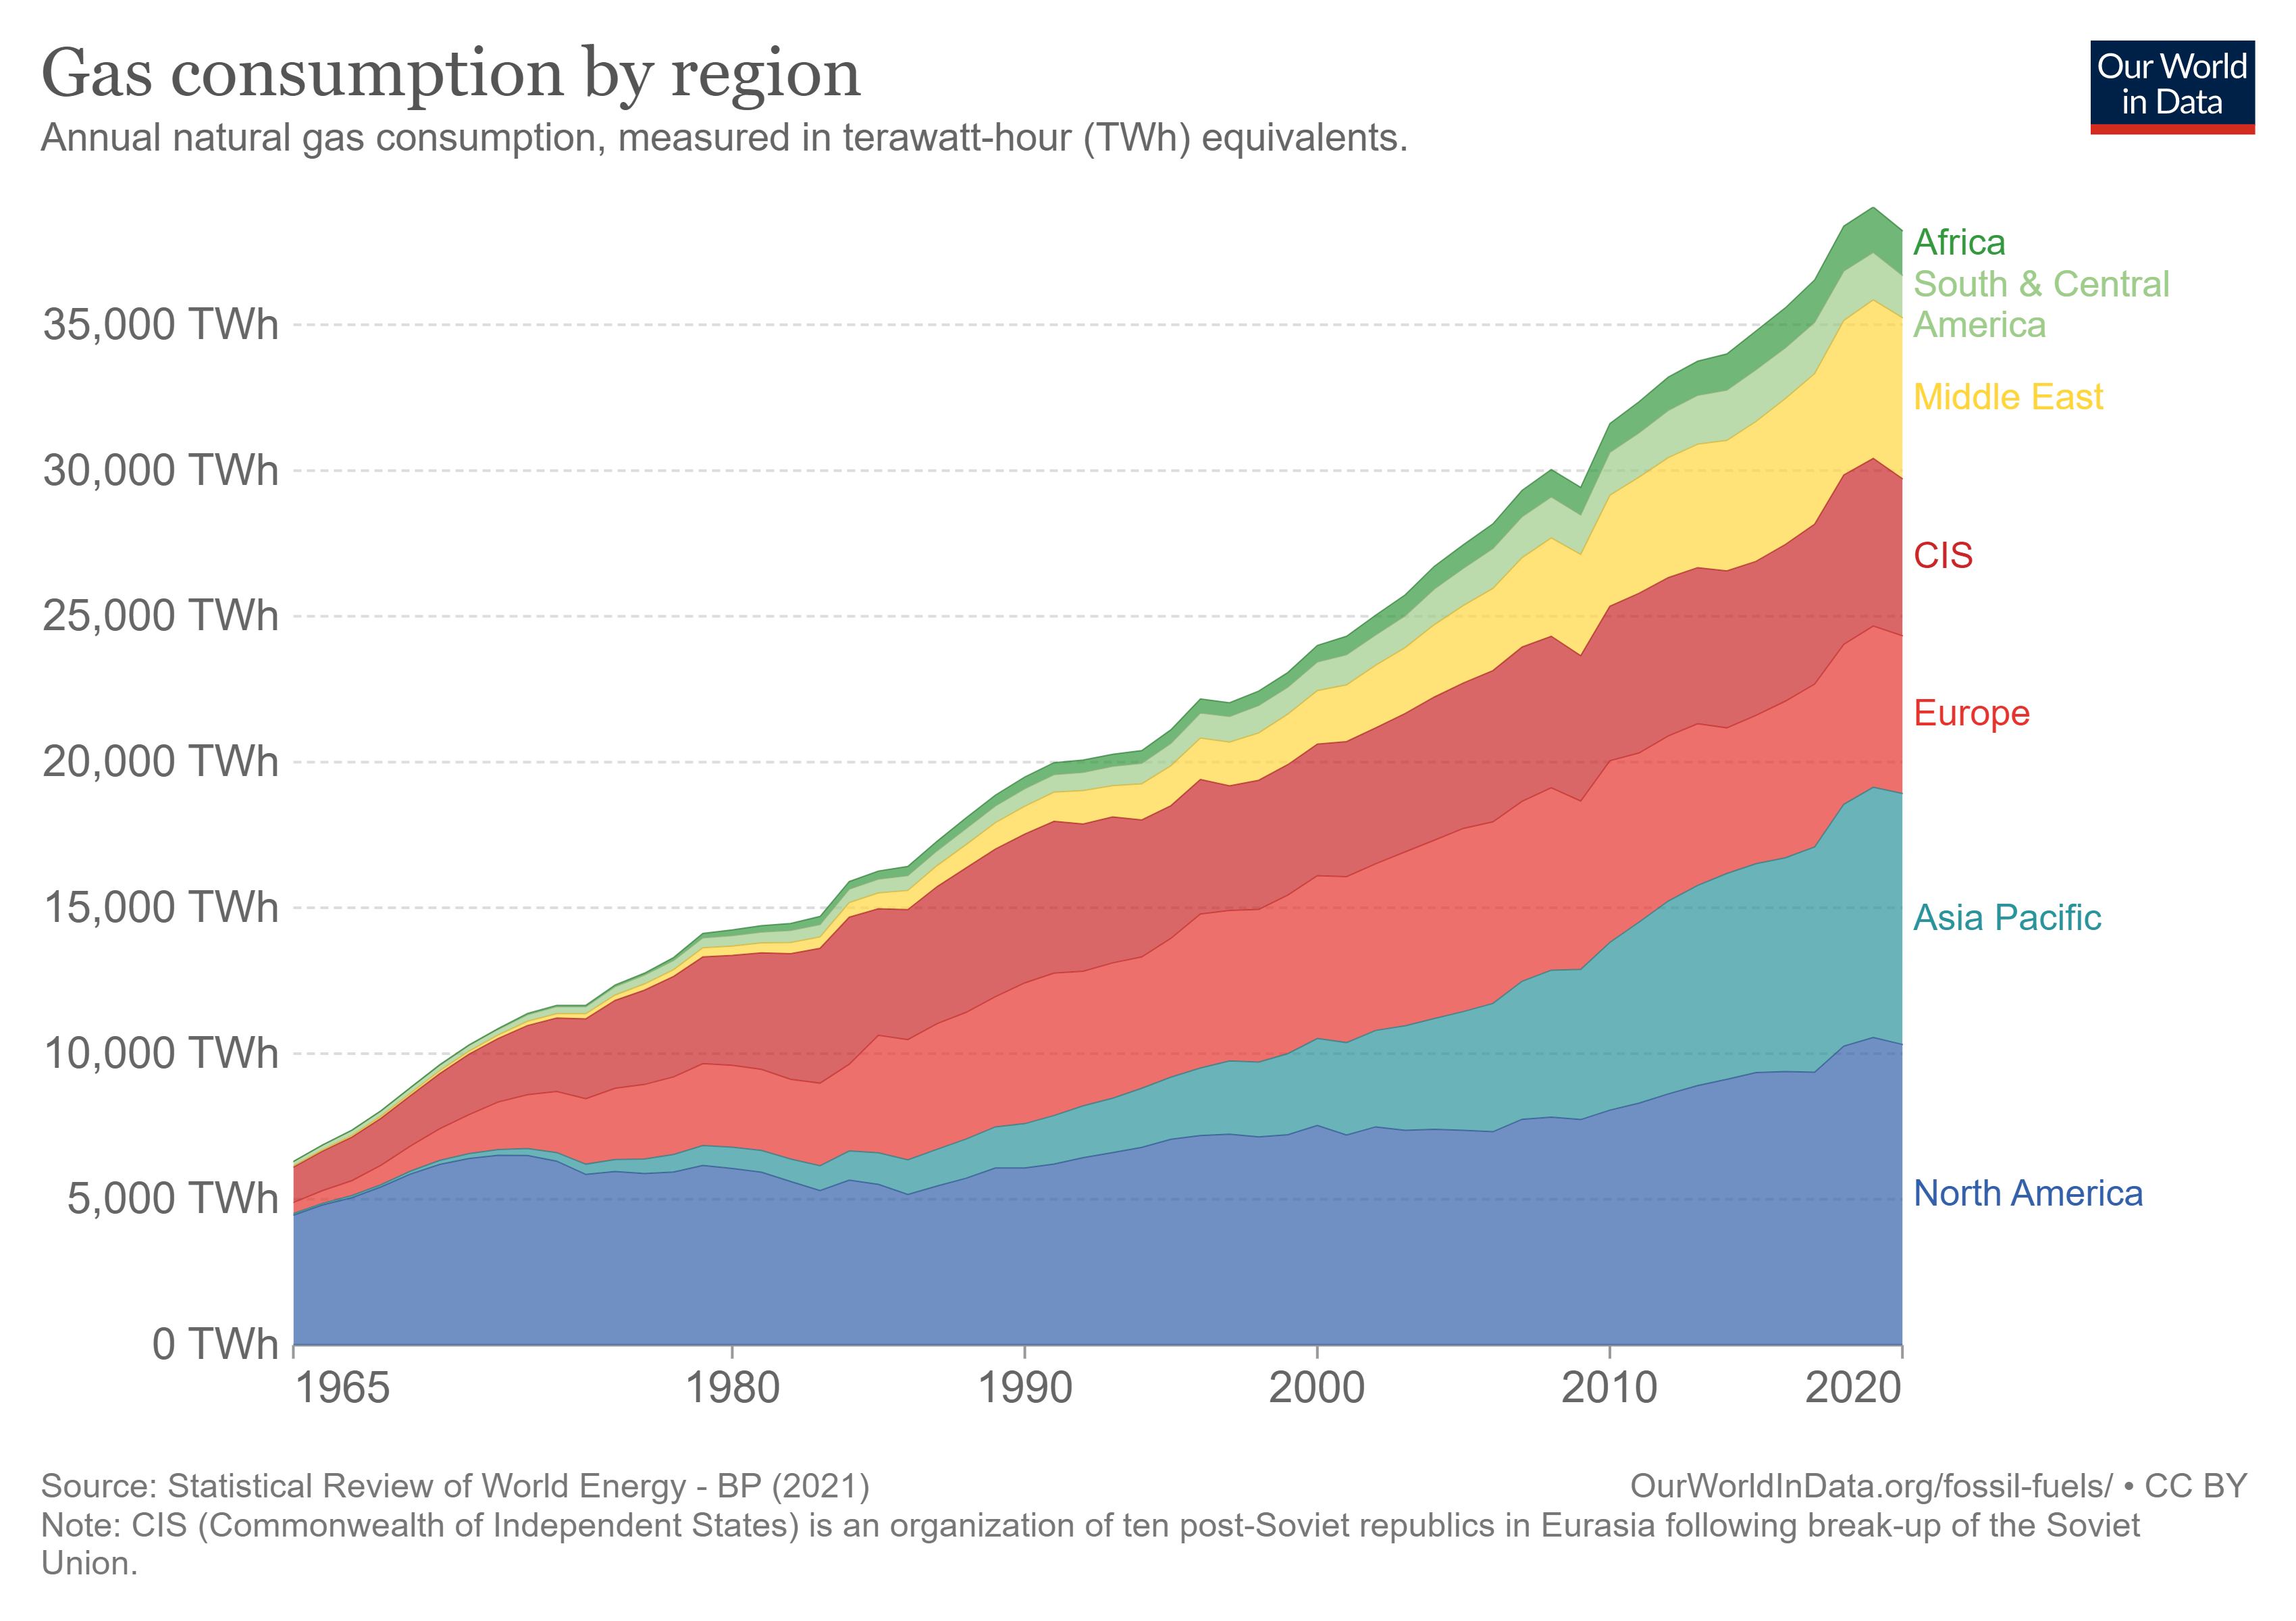 Gas consumption by region
Annual natural gas consumption, measured in terawatt-hour (TWh) equivalents.
Our World
in Data
Africa
South & Central
America
Middle East
CIS
Europe
Asia Pacific
North America
35,000 TWh
30,000 TWh
25,000 TWh
20,000 TWh
15,000 TWh
10,000 TWh
5,000 TWh
0 TWh
1965 1980 1990 2000 2010 2020
Source: Statistical Review of World Energy - BP (2021)
OurWorldInData.org/fossil-fuels/ • CC BY
Note: CIS (Commonwealth of Independent States) is an organization of ten post-Soviet republics in Eurasia following break-up of the Soviet
Union.